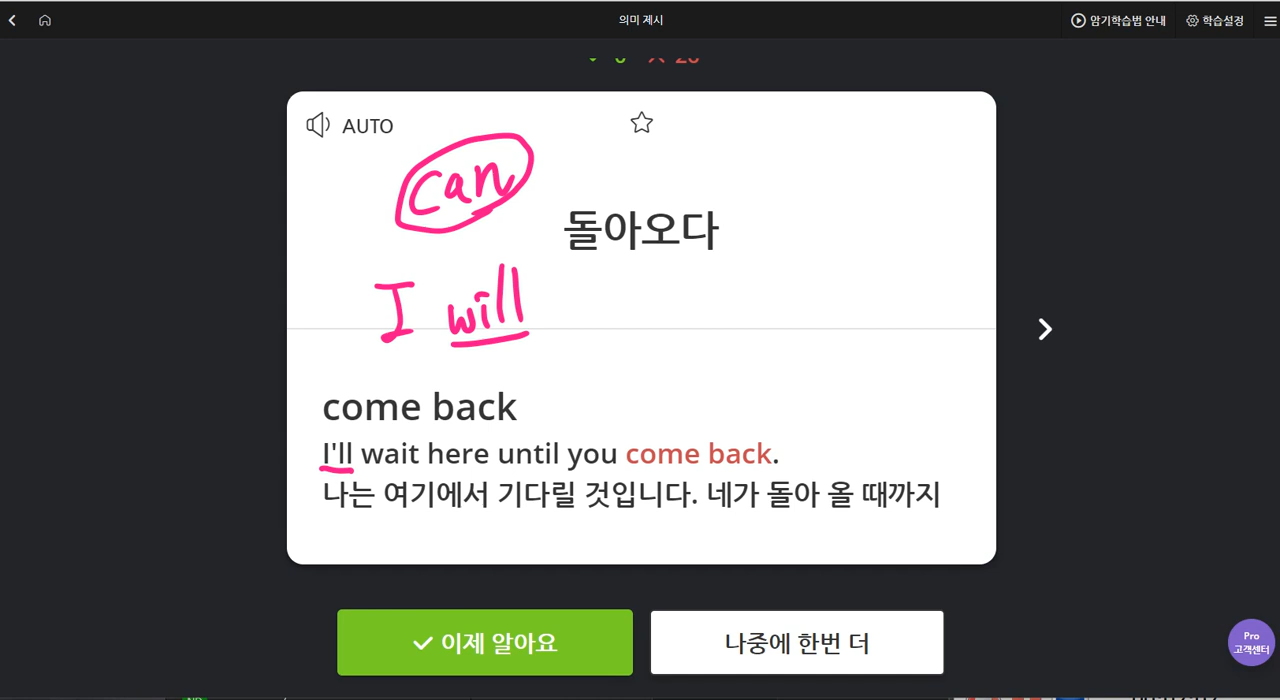 의미 제시
암기학습법 안내
학습설정
AUTO
can
돌아오다
I will
come back
I'll wait here until you come back.
나는 여기에서 기다릴 것입니다. 네가 돌아 올 때까지
이제 알아요
나중에 한번 더
Pro
고객센터